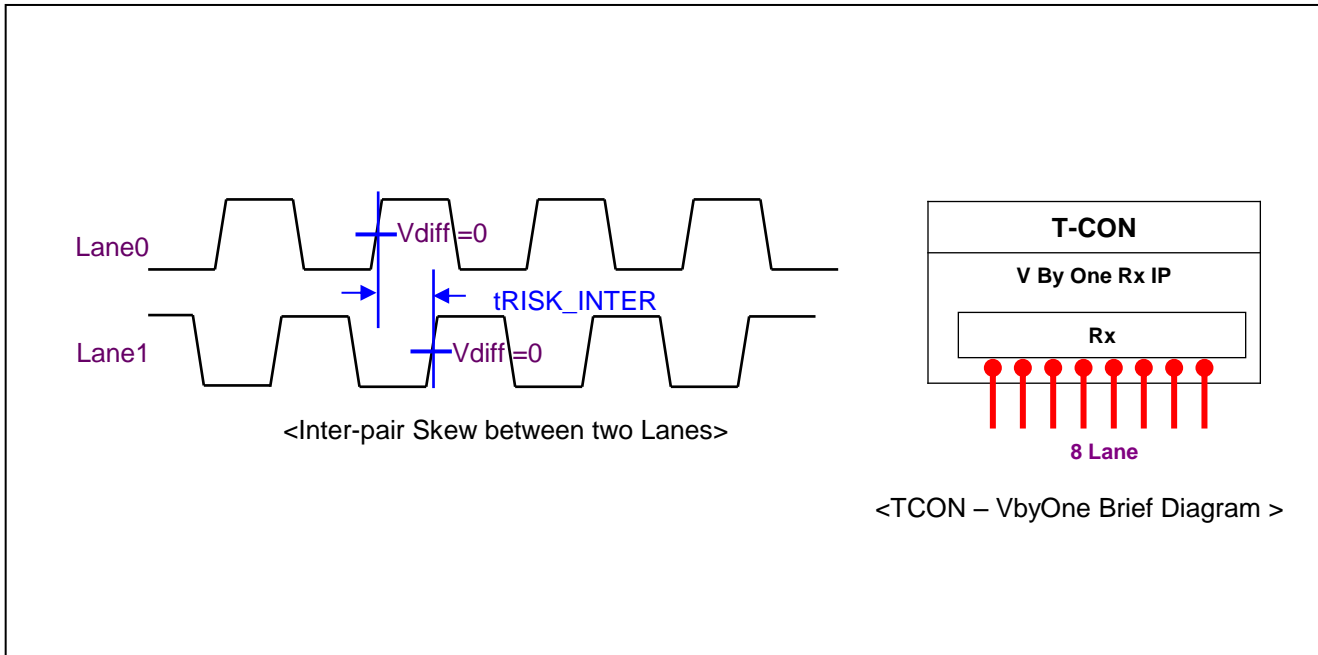 Lane0
Vdiff =0
tRISK_INTER
Lane1
Vdiff =0
<Inter-pair Skew between two Lanes>
T-CON
V By One Rx IP
Rx
8 Lane
<TCON – VbyOne Brief Diagram >